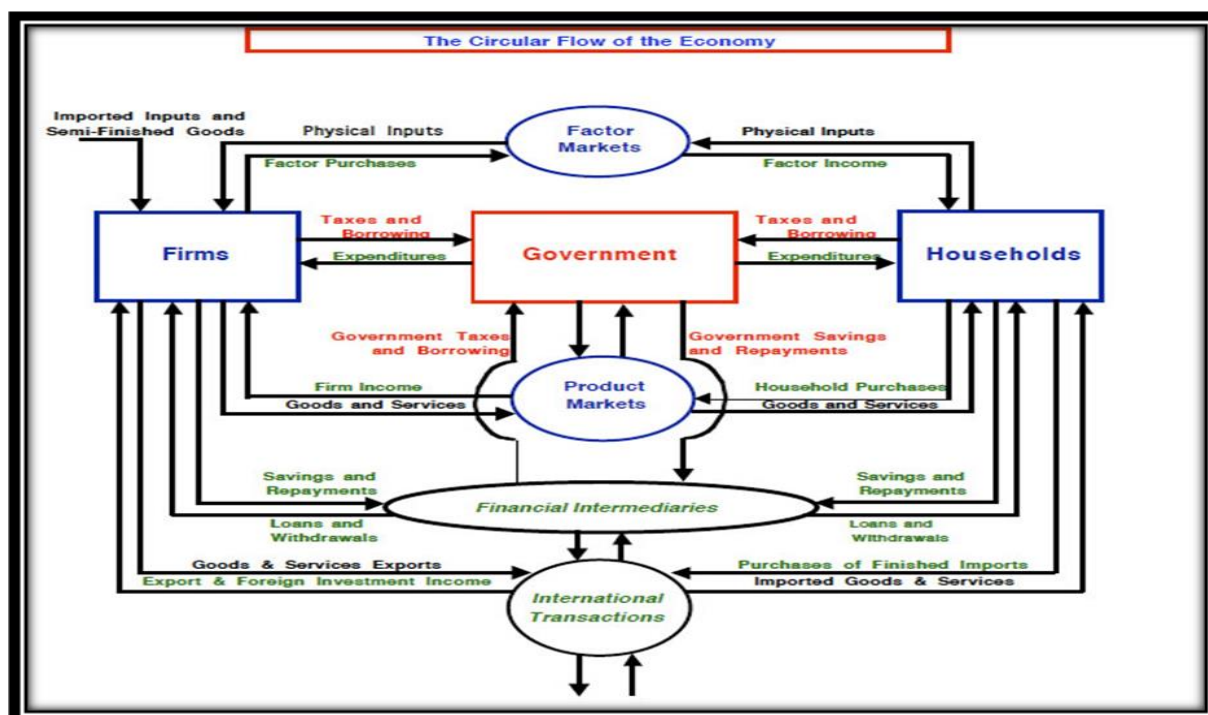 The Circular Flow of the Economy
Imported Inputs and
Semi-Finished Goods
Physical Inputs
Factor Purchases
Factor
Markets
Physical Inputs
Factor Income
Firms
Taxes and
Borrowing
Expenditures
Government
Taxes and
Borrowing
Expenditures
Households
Government Taxes
and Borrowing
Government Savings
and Repayments
Firm Income
Goods and Services
Product
Markets
Household Purchases
Goods and Services
Savings and
Repayments
Loans and
Withdrawals
Financial Intermediaries
Savings and
Repayments
Loans and
Withdrawals
Goods & Services Exports
Export & Foreign Investment Income
International
Transactions
Purchases of Finished Imports
Imported Goods & Services